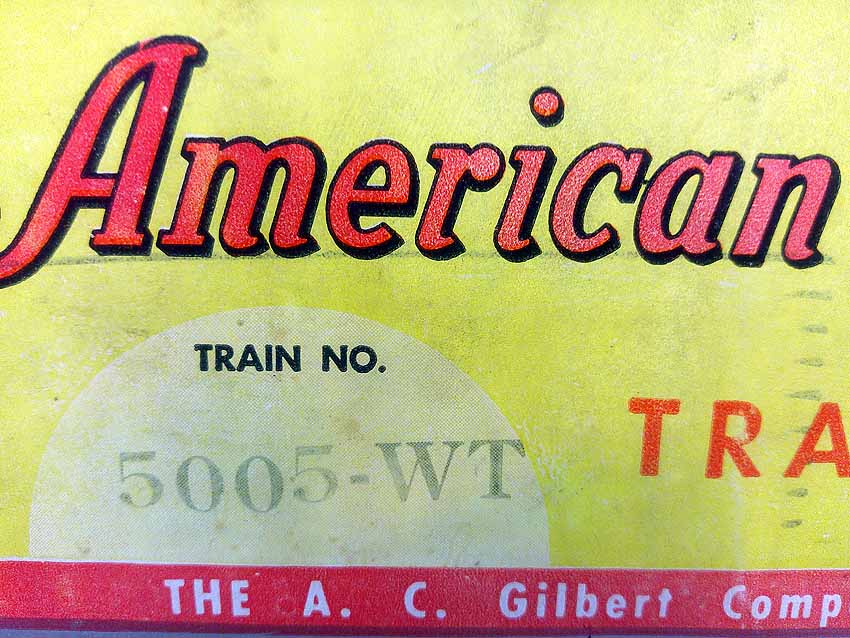 American
TRAIN NO.
5005-WT
TRA
THE A. C. Gilbert Comp